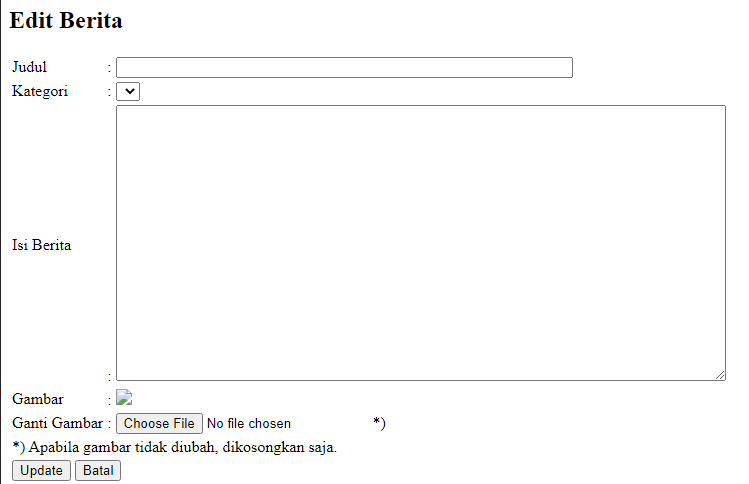 Edit Berita
Judul :
Kategori :
Isi Berita :
Gambar :
Ganti Gambar : Choose File No file chosen *)
*) Apabila gambar tidak diubah, dikosongkan saja.
Update Batal